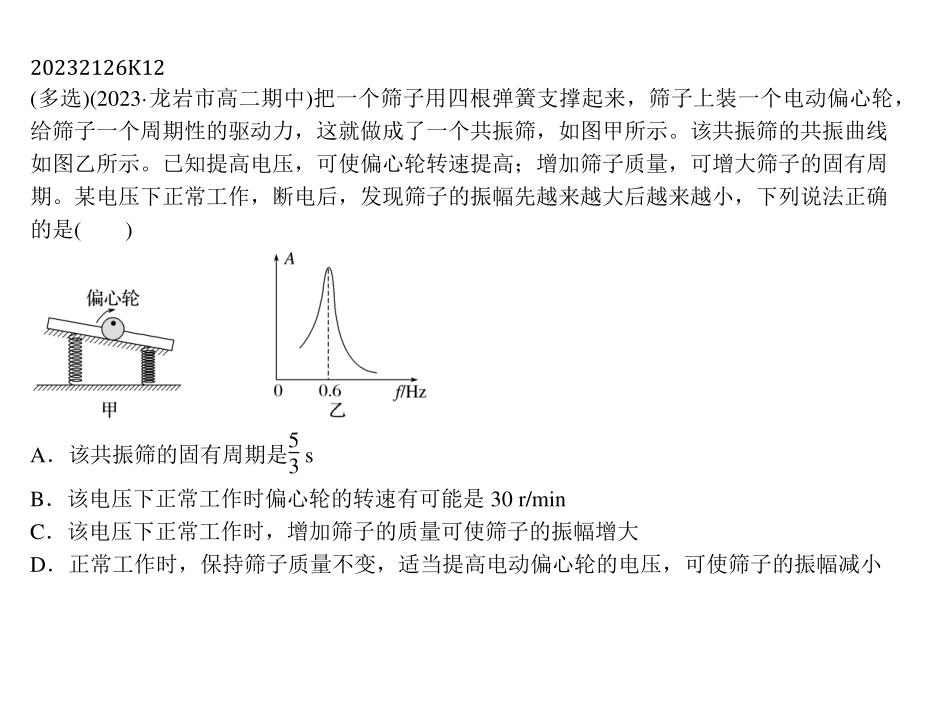 20232126K12
(多选)(2023·龙岩市高二期中)把一个筛子用四根弹簧支撑起来，筛子上装一个电动偏心轮，
给筛子一个周期性的驱动力，这就做成了一个共振筛，如图甲所示。该共振筛的共振曲线
如图乙所示。已知提高电压，可使偏心轮转速提高；增加筛子质量，可增大筛子的固有周
期。某电压下正常工作，断电后，发现筛子的振幅先越来越大后越来越小，下列说法正确
的是(　　)
偏心轮
甲
A
0 0.6 f/Hz
乙
A．该共振筛的固有周期是5/3 s
B．该电压下正常工作时偏心轮的转速有可能是 30 r/min
C．该电压下正常工作时，增加筛子的质量可使筛子的振幅增大
D．正常工作时，保持筛子质量不变，适当提高电动偏心轮的电压，可使筛子的振幅减小